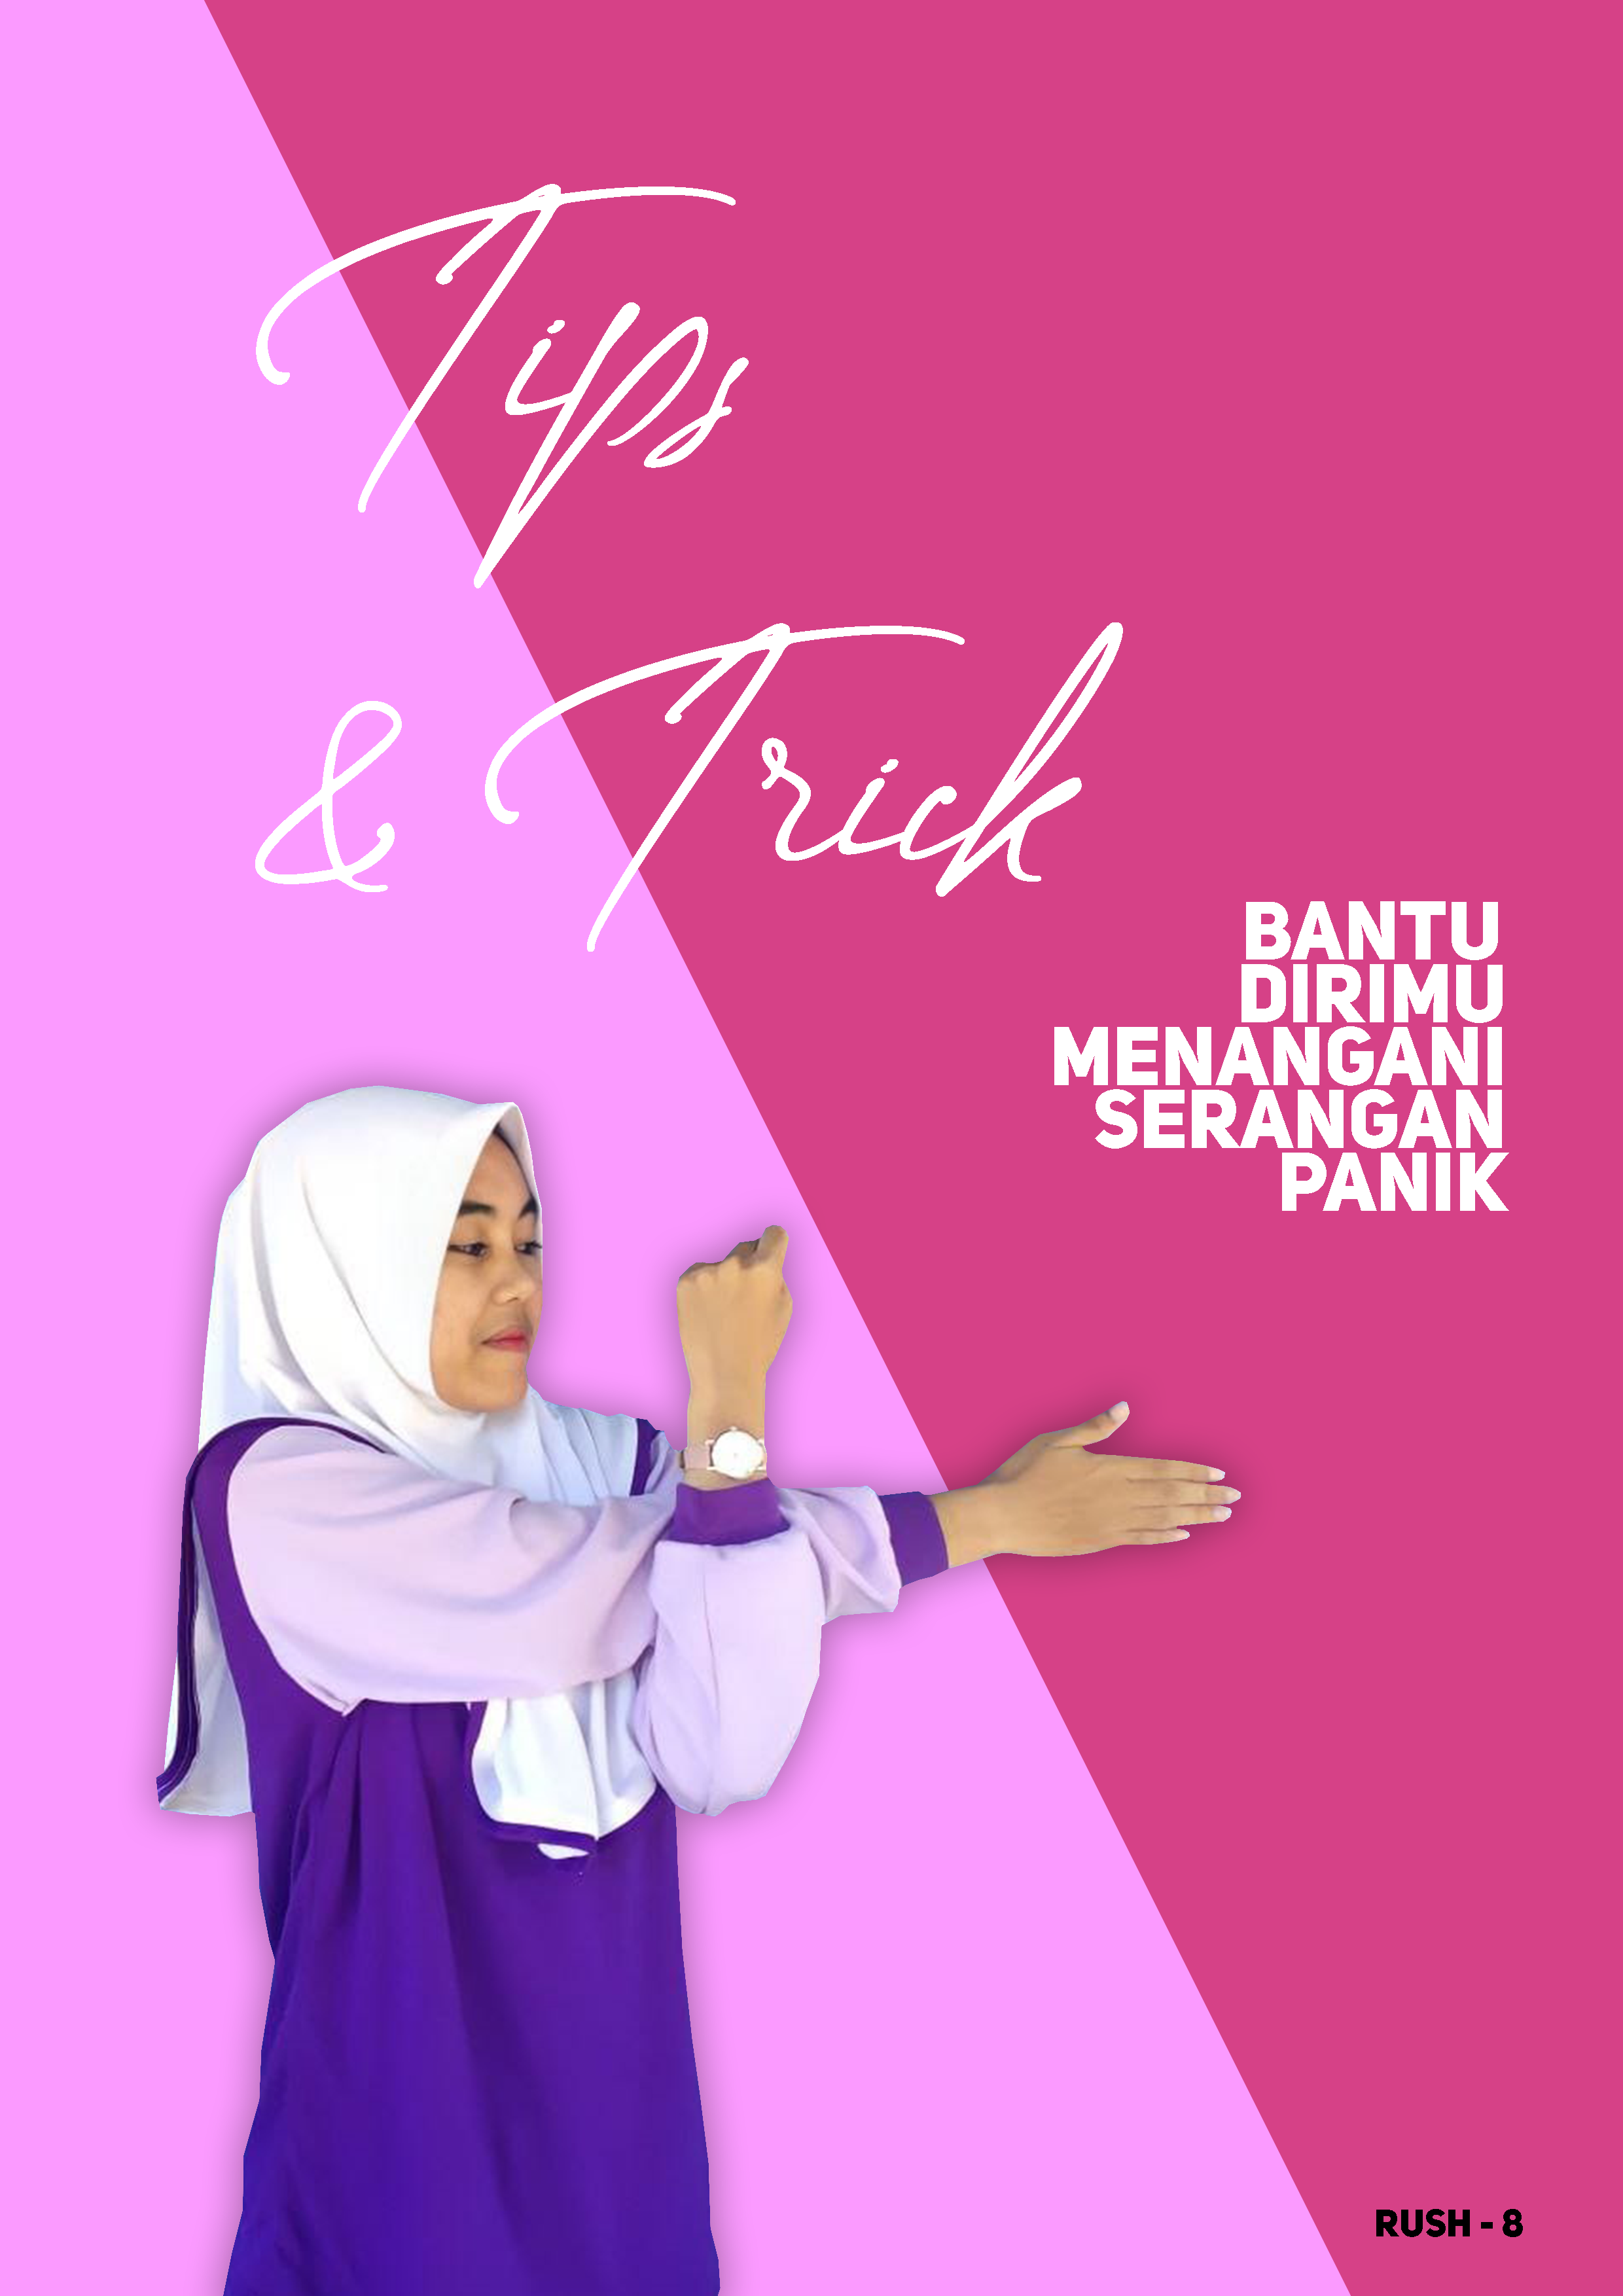 Tips
& Trick
BANTU
DIRIMU
MENANGANI
SERANGAN
PANIK
RUSH - 8